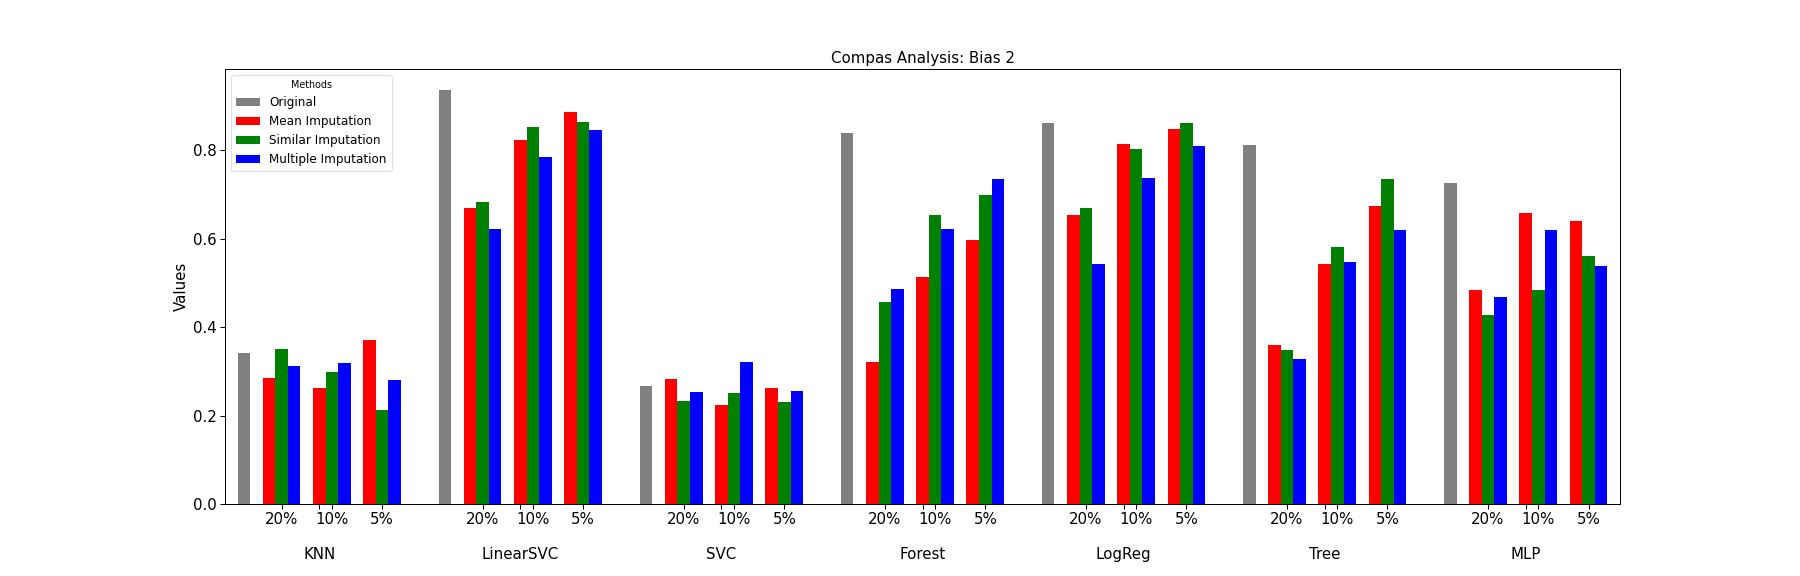 Compas Analysis: Bias 2
Methods
Original
Mean Imputation
Similar Imputation
Multiple Imputation
Values
0.8
0.6
0.4
0.2
0.0
20% 10% 5% 20% 10% 5% 20% 10% 5% 20% 10% 5% 20% 10% 5% 20% 10% 5% 20% 10% 5%
KNN LinearSVC SVC Forest LogReg Tree MLP